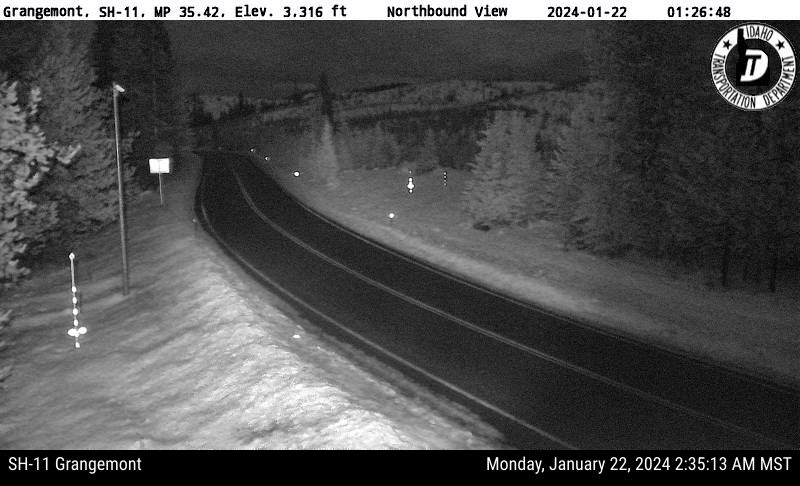 Grangemont, SH-11, MP 35.42, Elev. 3,316 ft Northbound View 2024-01-22 01:26:48
IDAHO
TRANSPORTATION DEPARTMENT
SH-11 Grangemont Monday, January 22, 2024 2:35:13 AM MST